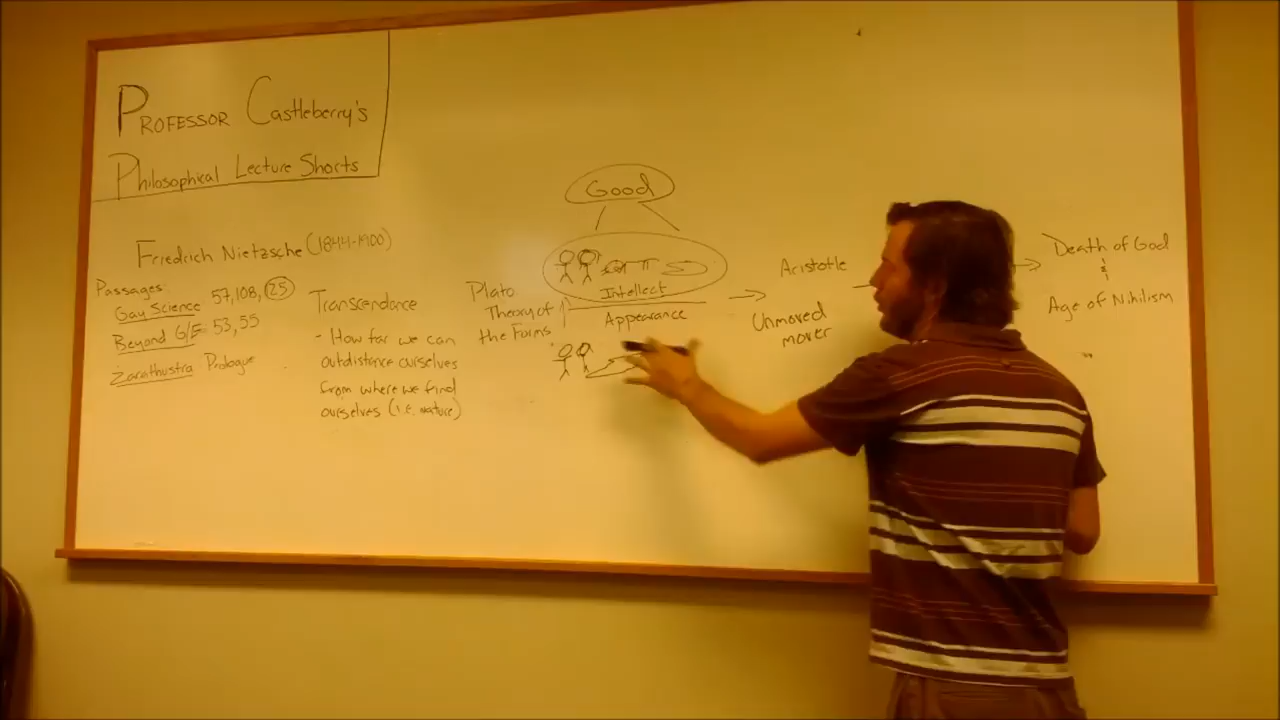 PROFESSOR Castleberry's
Philosophical Lecture Shorts
Friedrich Nietzsche (1844-1900)
Passages:
Gay Science 57, 108, 125
Beyond G/E 53, 55
Zarathustra Prologue
Transcendance
- How far we can
outdistance ourselves
from where we find
ourselves (i.e. nature)
Plato
Theory of
the Forms
Good
Intellect
Appearance
Aristotle
Unmoved
mover
Death of God
Age of Nihilism